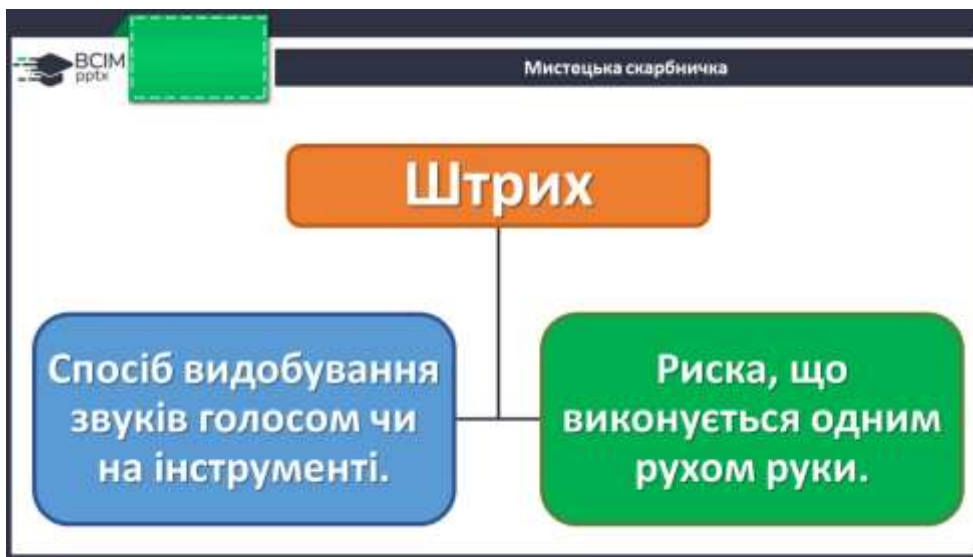 ВСІМ
pptx
Мистецька скарбничка
Штрих
Спосіб видобування
звуків голосом чи
на інструменті.
Риска, що
виконується одним
рухом руки.